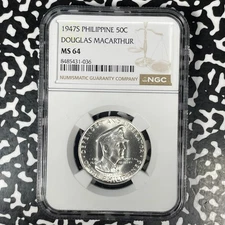 1947S PHILIPPINE 50C
DOUGLAS MACARTHUR
MS 64
8485431-036
NGC
NUMISMATIC GUARANTY COMPANY